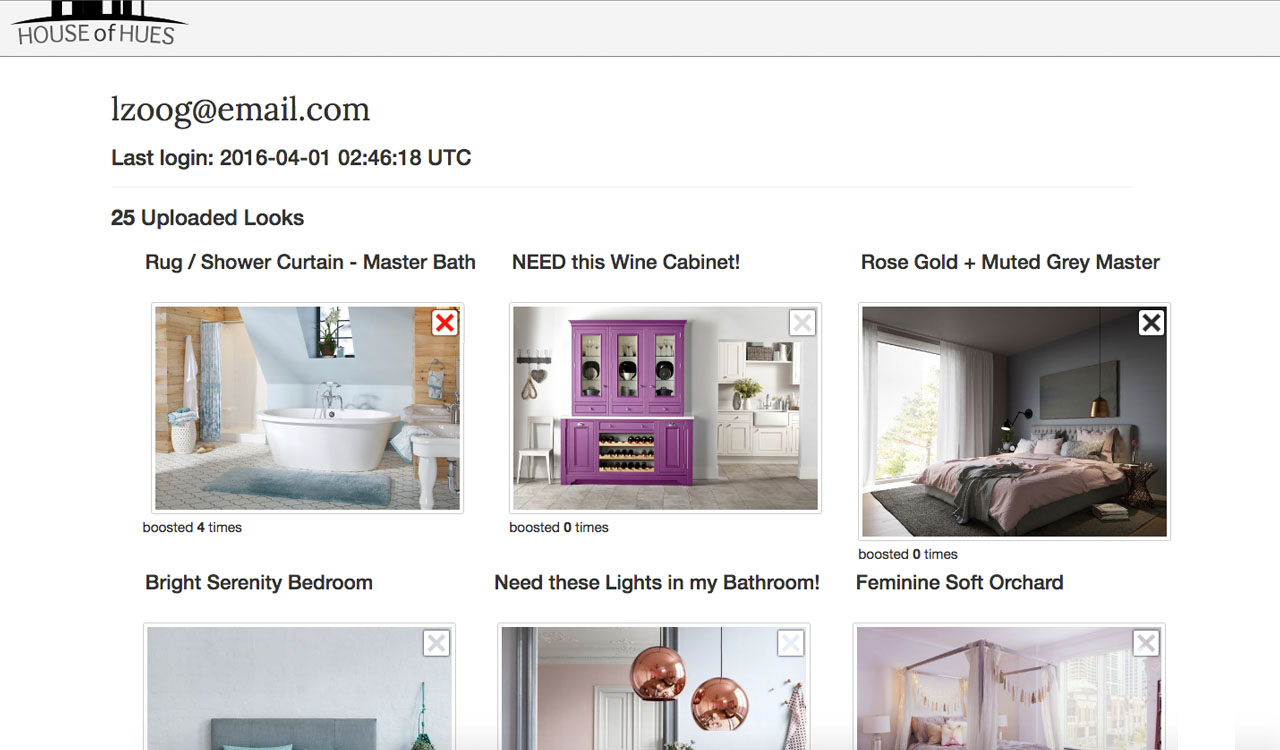 HOUSE of HUES
lzoog@email.com
Last login: 2016-04-01 02:46:18 UTC
25 Uploaded Looks
Rug / Shower Curtain - Master Bath
NEED this Wine Cabinet!
Rose Gold + Muted Grey Master
boosted 4 times
boosted 0 times
boosted 0 times
Bright Serenity Bedroom
Need these Lights in my Bathroom!
Feminine Soft Orchard